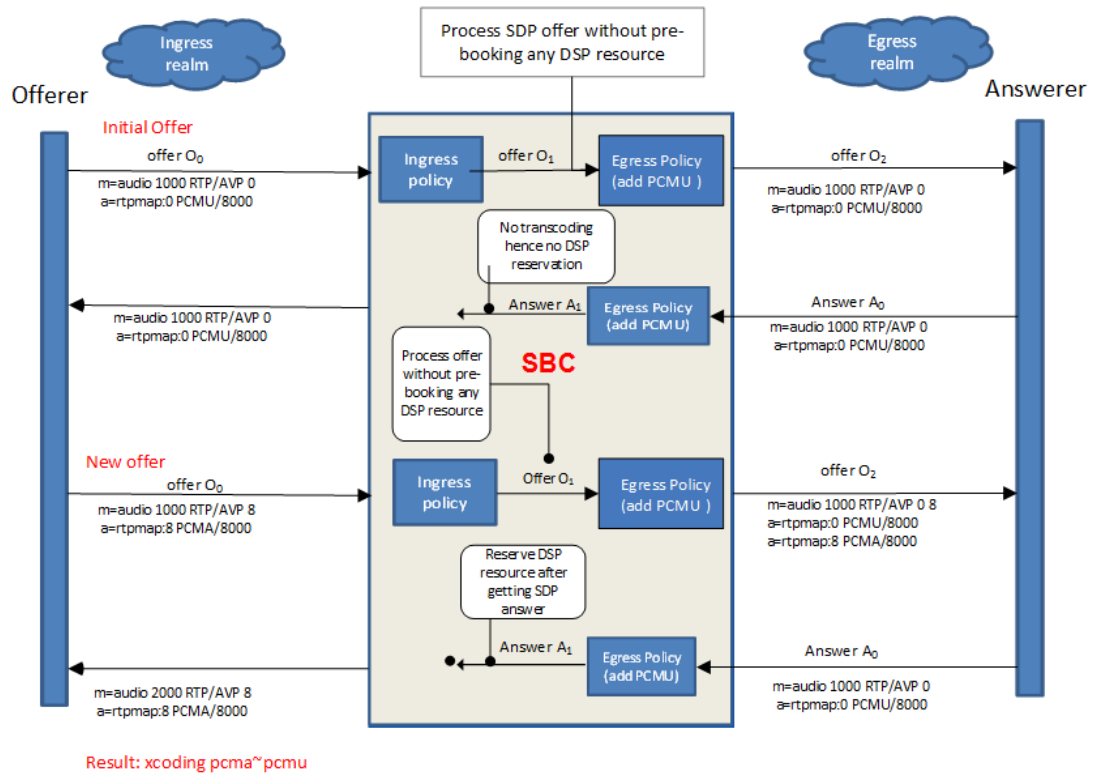 Process SDP offer without pre-
booking any DSP resource
Ingress
realm
Egress
realm
Offerer
Answerer
Initial Offer
offer O₀
m=audio 1000 RTP/AVP 0
a=rtpmap:0 PCMU/8000
Ingress
policy
offer O₁
Egress Policy
(add PCMU )
offer O₂
m=audio 1000 RTP/AVP 0
a=rtpmap:0 PCMU/8000
No transcoding
hence no DSP
reservation
m=audio 1000 RTP/AVP 0
a=rtpmap:0 PCMU/8000
Answer A₁
Egress Policy
(add PCMU)
Answer A₀
m=audio 1000 RTP/AVP 0
a=rtpmap:0 PCMU/8000
Process offer
without pre-
booking any
DSP resource
SBC
New offer
offer O₀
m=audio 1000 RTP/AVP 8
a=rtpmap:8 PCMA/8000
Ingress
policy
Offer O₁
Egress Policy
(add PCMU )
offer O₂
m=audio 1000 RTP/AVP 0 8
a=rtpmap:0 PCMU/8000
a=rtpmap:8 PCMA/8000
Reserve DSP
resource after
getting SDP
answer
m=audio 2000 RTP/AVP 8
a=rtpmap:8 PCMA/8000
Answer A₁
Egress Policy
(add PCMU)
Answer A₀
m=audio 1000 RTP/AVP 0
a=rtpmap:0 PCMU/8000
Result: xcoding pcma~pcmu